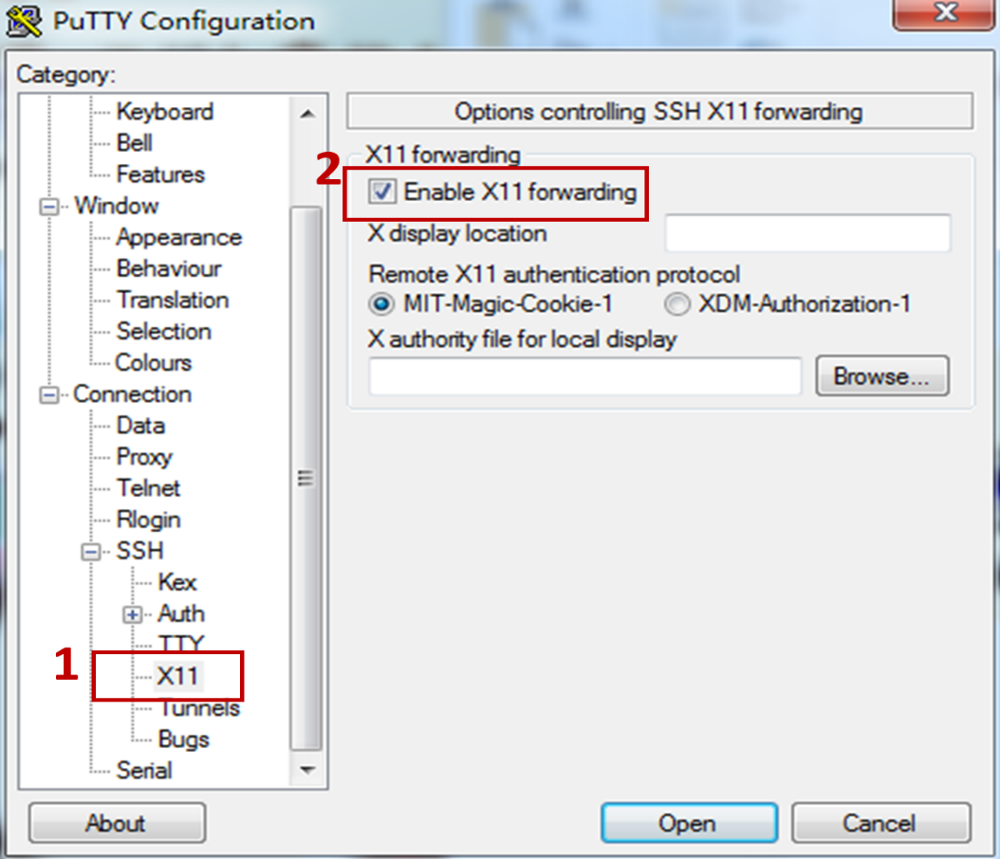 PuTTY Configuration
Category:
Keyboard
Bell
Features
Window
Appearance
Behaviour
Translation
Selection
Colours
Connection
Data
Proxy
Telnet
Rlogin
SSH
Kex
Auth
TTY
1
X11
Tunnels
Bugs
Serial
Options controlling SSH X11 forwarding
X11 forwarding
2
Enable X11 forwarding
X display location
Remote X11 authentication protocol
MIT-Magic-Cookie-1 XDM-Authorization-1
X authority file for local display
Browse...
About Open Cancel